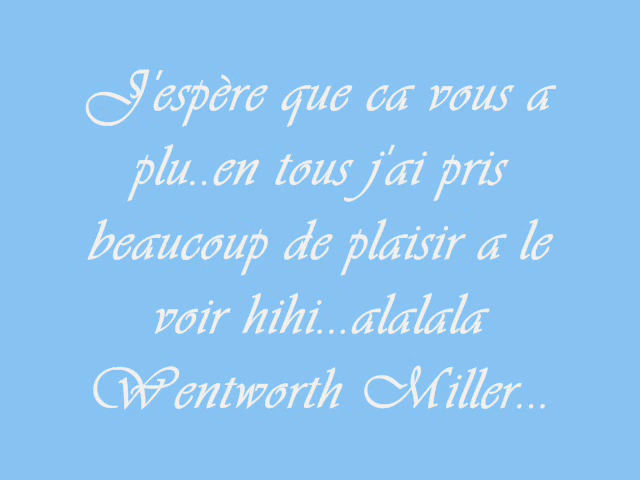 J'espère que ca vous a
plu..en tous j'ai pris
beaucoup de plaisir a le
voir hihi...alalala
Wentworth Miller...